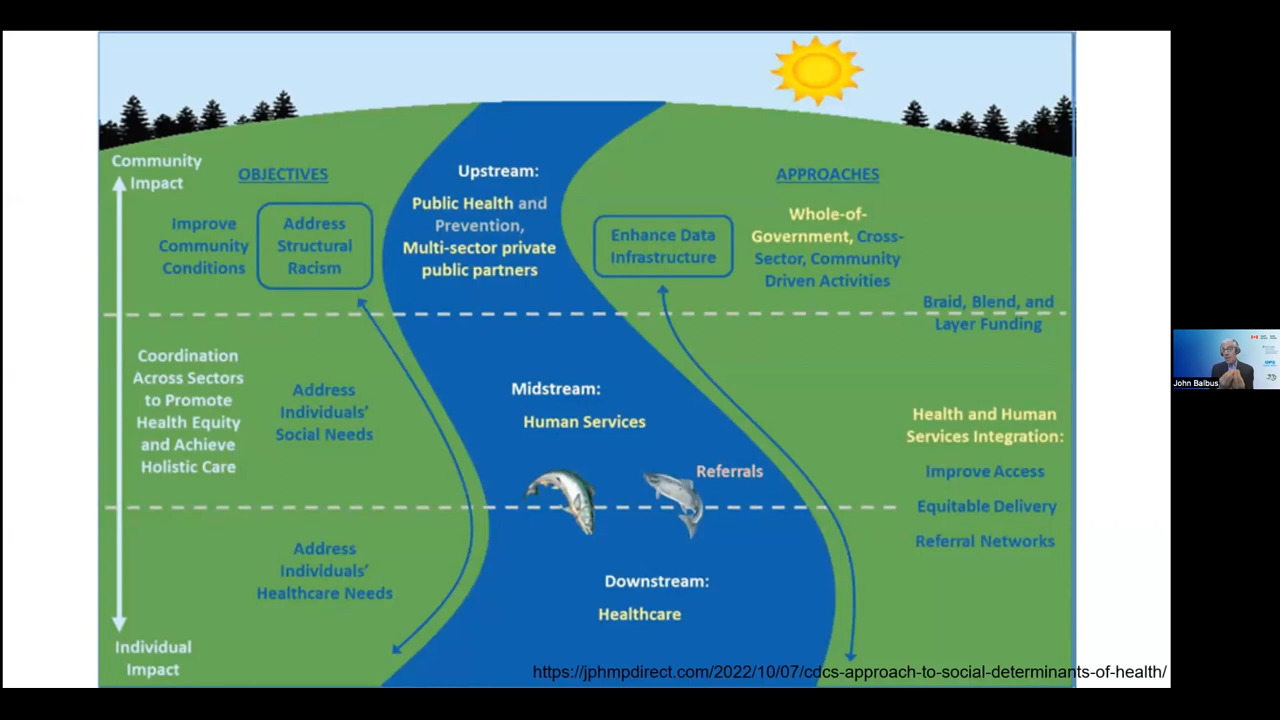 Community
Impact
OBJECTIVES
Improve
Community
Conditions
Address
Structural
Racism
Upstream:
Public Health and
Prevention,
Multi-sector private
public partners
Enhance Data
Infrastructure
APPROACHES
Whole-of-
Government, Cross-
Sector, Community
Driven Activities
Braid, Blend, and
Layer Funding
Coordination
Across Sectors
to Promote
Health Equity
and Achieve
Holistic Care
Address
Individuals’
Social Needs
Midstream:
Human Services
Referrals
Health and Human
Services Integration:
Improve Access
Equitable Delivery
Referral Networks
Address
Individuals’
Healthcare Needs
Downstream:
Healthcare
Individual
Impact
https://jphmpdirect.com/2022/10/07/cdcs-approach-to-social-determinants-of-health/
John Balbus